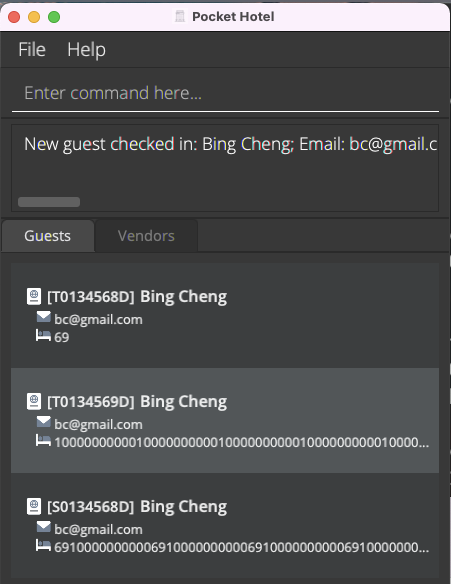 Pocket Hotel
File Help
Enter command here...
New guest checked in: Bing Cheng; Email: bc@gmail.c
Guests Vendors
[T0134568D] Bing Cheng
bc@gmail.com
69
[T0134569D] Bing Cheng
bc@gmail.com
1000000000010000000000100000000001000000000010000...
[S0134568D] Bing Cheng
bc@gmail.com
6910000000000691000000000069100000000006910000000...